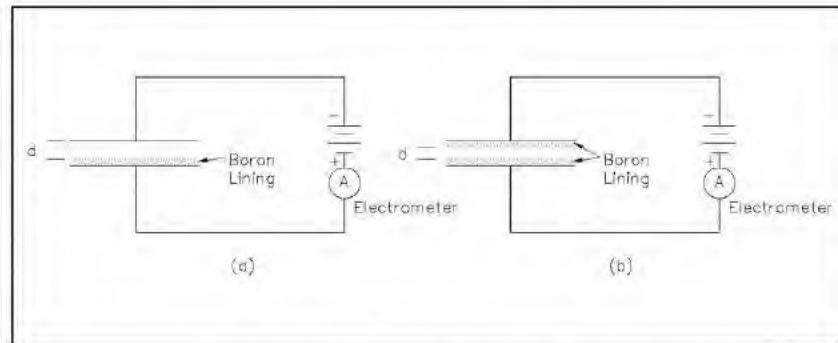 −
d
+
Boron
Lining
A
Electrometer
(a)
−
d
+
Boron
Lining
A
Electrometer
(b)